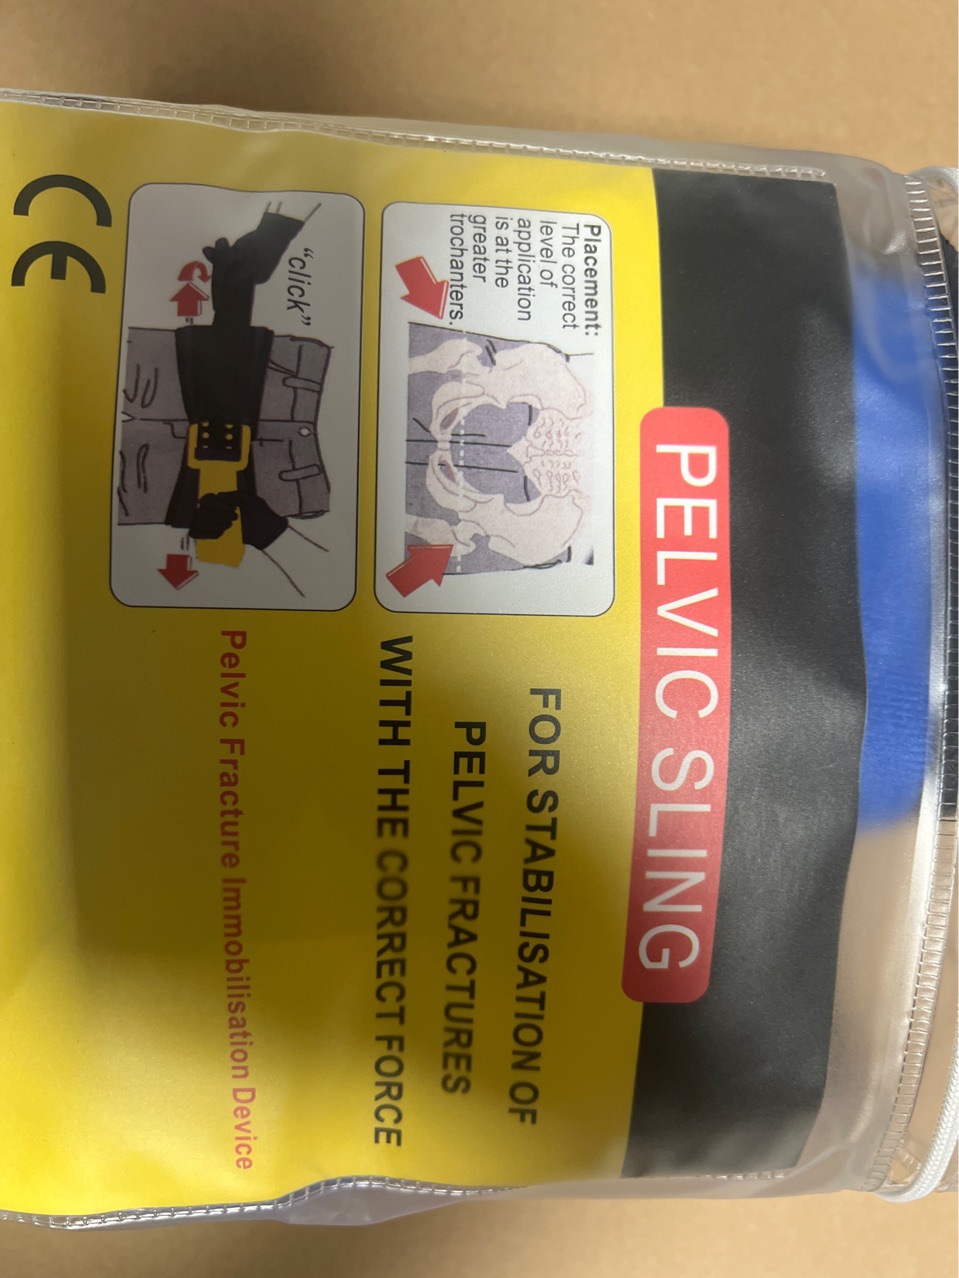 PELVIC SLING
Placement:
The correct
level of
application
is at the
greater
trochanters.
FOR STABILISATION OF
PELVIC FRACTURES
WITH THE CORRECT FORCE
"click"
Pelvic Fracture Immobilisation Device
CE